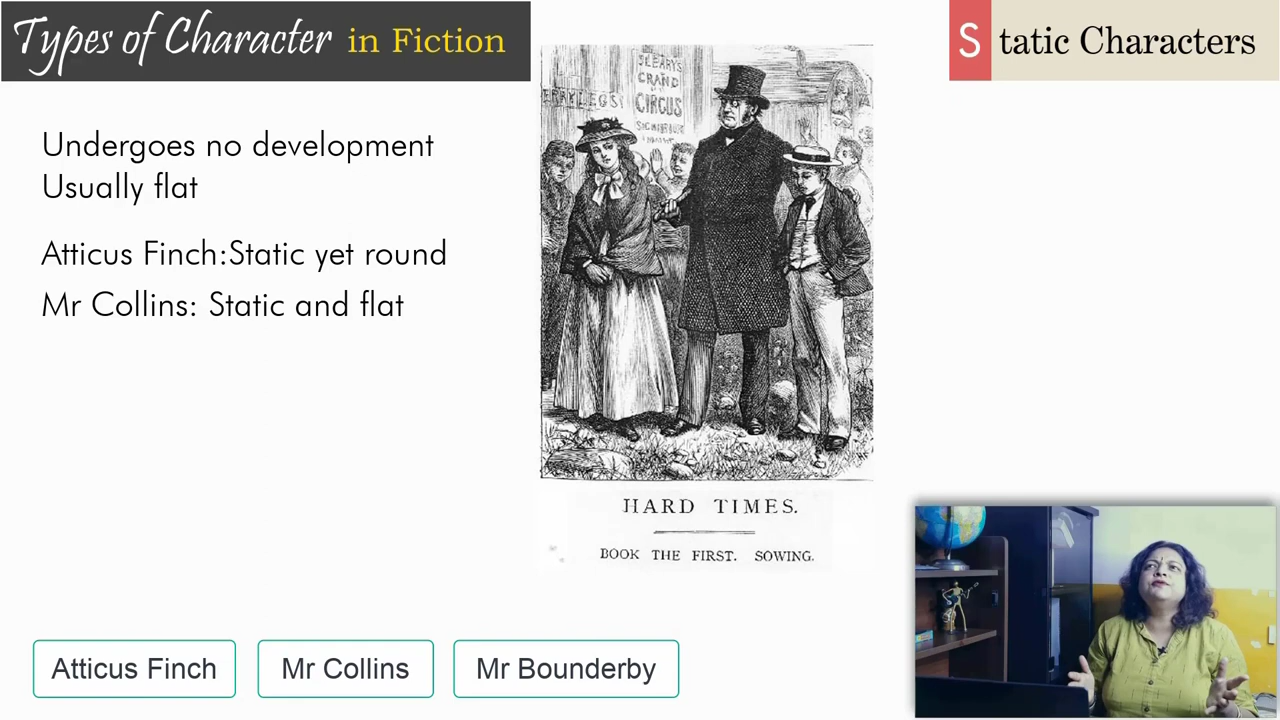 Types of Character in Fiction
Static Characters
Undergoes no development
Usually flat
Atticus Finch:Static yet round
Mr Collins: Static and flat
SLEARY'S
GRAND
CIRCUS
HARD TIMES.
BOOK THE FIRST. SOWING.
Atticus Finch
Mr Collins
Mr Bounderby